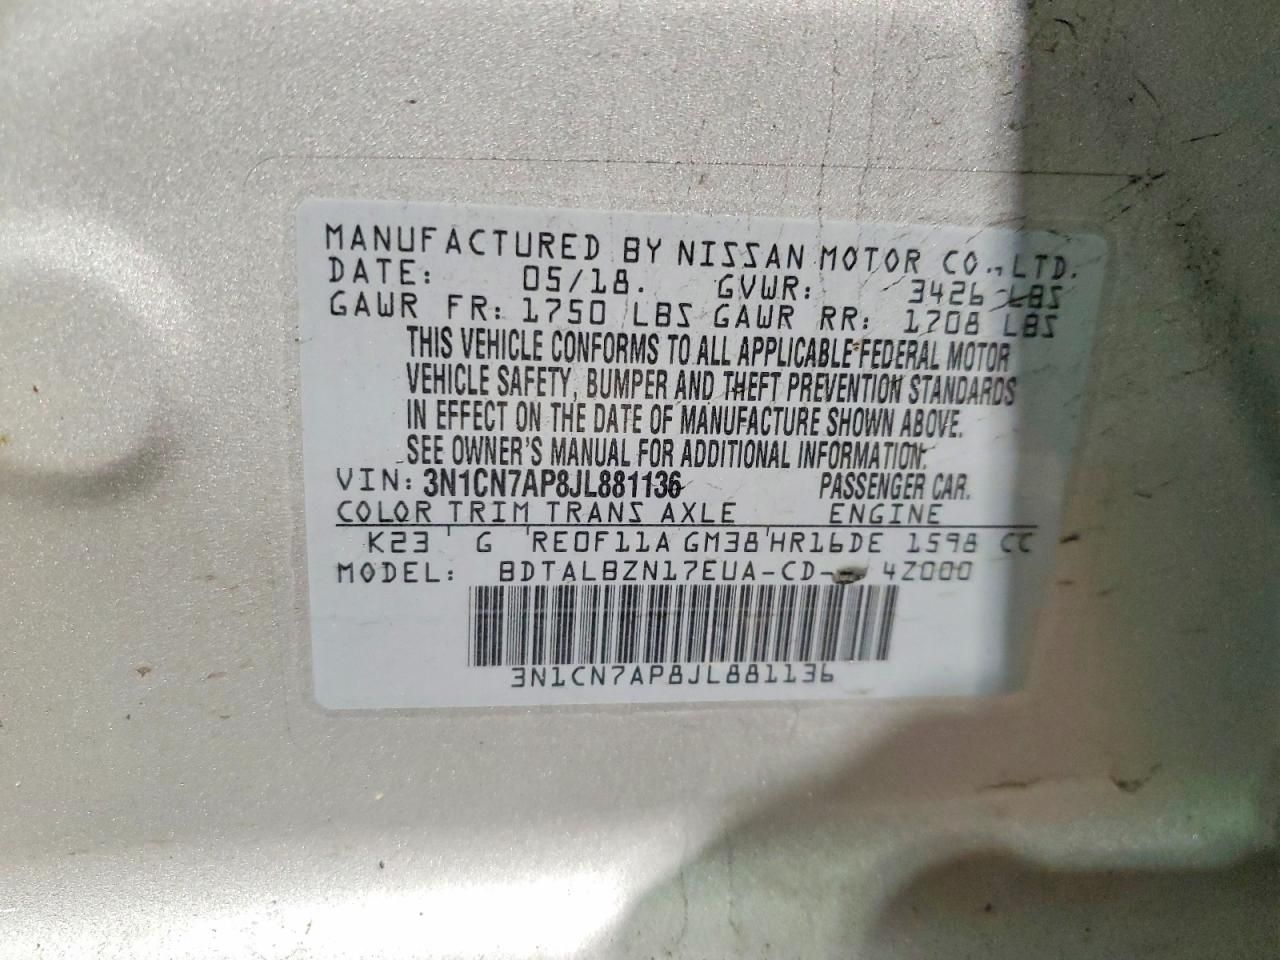 MANUFACTURED BY NISSAN MOTOR CO., LTD.
DATE: 05/18. GVWR: 3426 LBS
GAWR FR: 1750 LBS GAWR RR: 1708 LBS
THIS VEHICLE CONFORMS TO ALL APPLICABLE FEDERAL MOTOR
VEHICLE SAFETY, BUMPER AND THEFT PREVENTION STANDARDS
IN EFFECT ON THE DATE OF MANUFACTURE SHOWN ABOVE.
SEE OWNER'S MANUAL FOR ADDITIONAL INFORMATION.
VIN: 3N1CN7AP8JL881136 PASSENGER CAR.
COLOR TRIM TRANS AXLE ENGINE
K23 G RE0F11A GM38 HR16DE 1598 CC
MODEL: BDTALBZN17EUA-CD- 4Z000
3N1CN7AP8JL881136